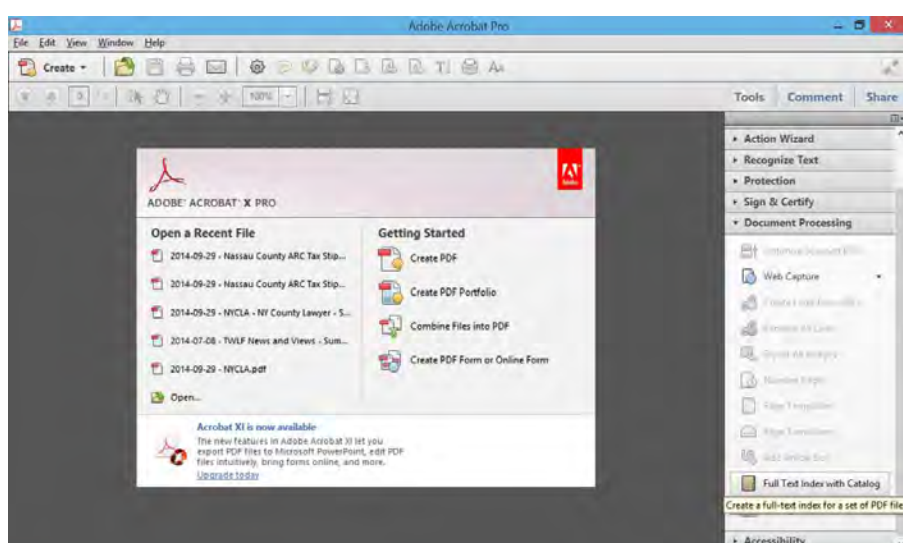 Adobe Acrobat Pro
File Edit View Window Help
Create
100%
Tools Comment Share
Action Wizard
Recognize Text
Protection
Sign & Certify
Document Processing
Web Capture
Full Text Index with Catalog
Create a full-text index for a set of PDF file
Accessibility
ADOBE® ACROBAT® X PRO
Adobe
Open a Recent File
2014-09-29 - Nassau County ARC Tax Stip...
2014-09-29 - Nassau County ARC Tax Stip...
2014-09-29 - NYCLA - NY County Lawyer - S...
2014-07-08 - TWLF News and Views - Sum...
2014-09-29 - NYCLA.pdf
Open...
Getting Started
Create PDF
Create PDF Portfolio
Combine Files into PDF
Create PDF Form or Online Form
Acrobat XI is now available
The new features in Adobe Acrobat XI let you
export PDF files to Microsoft PowerPoint, edit PDF
files intuitively, bring forms online, and more.
Upgrade today